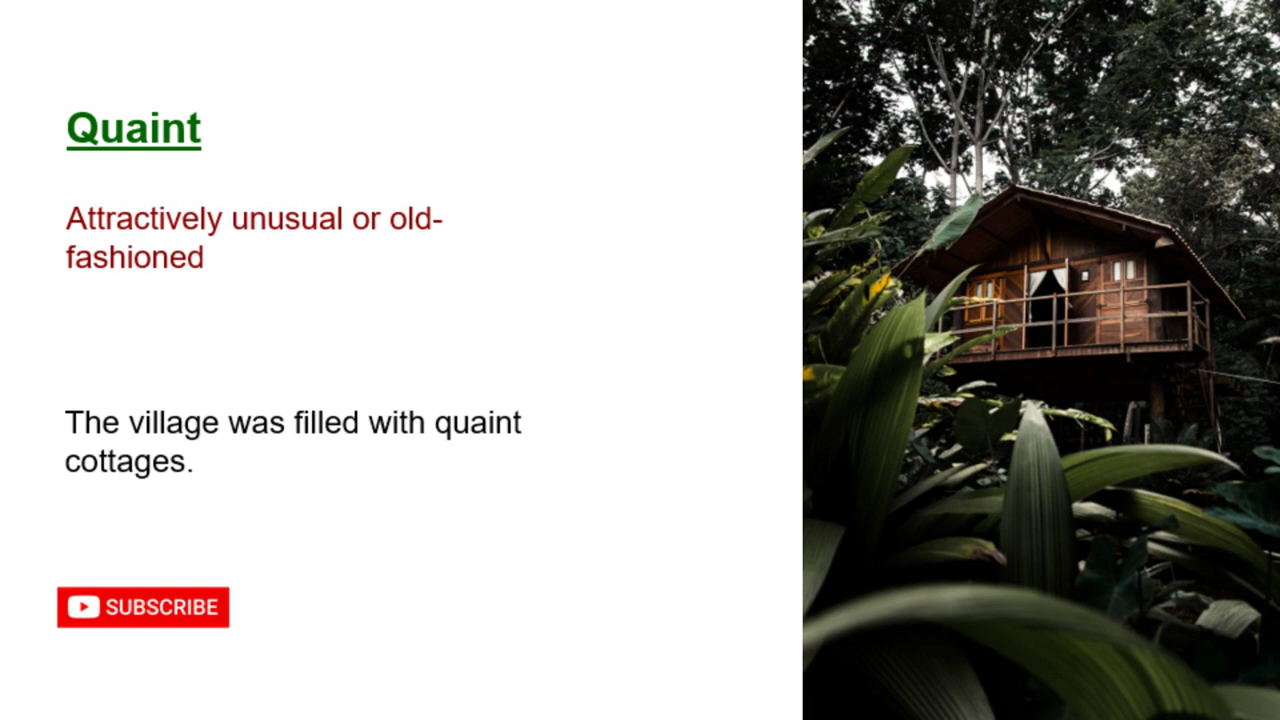 Quaint
Attractively unusual or old-
fashioned
The village was filled with quaint
cottages.
SUBSCRIBE